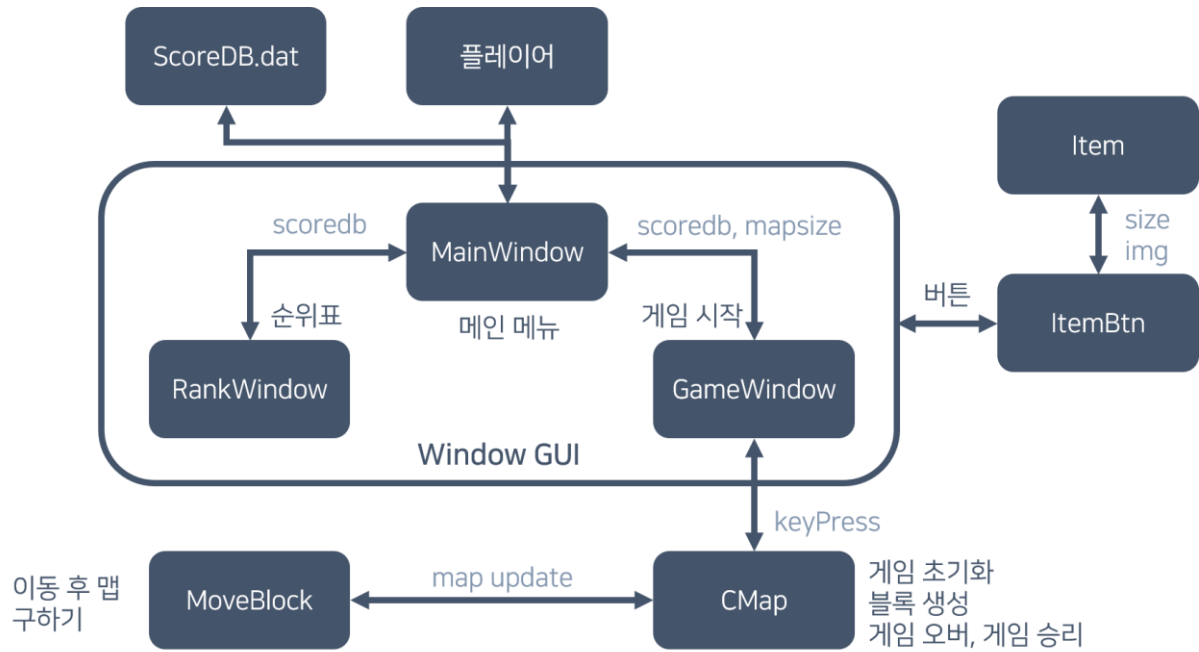 ScoreDB.dat
플레이어
Item
scoredb
MainWindow
scoredb, mapsize
size
img
순위표
메인 메뉴
게임 시작
버튼
ItemBtn
RankWindow
GameWindow
Window GUI
keyPress
이동 후 맵
구하기
MoveBlock
map update
CMap
게임 초기화
블록 생성
게임 오버, 게임 승리